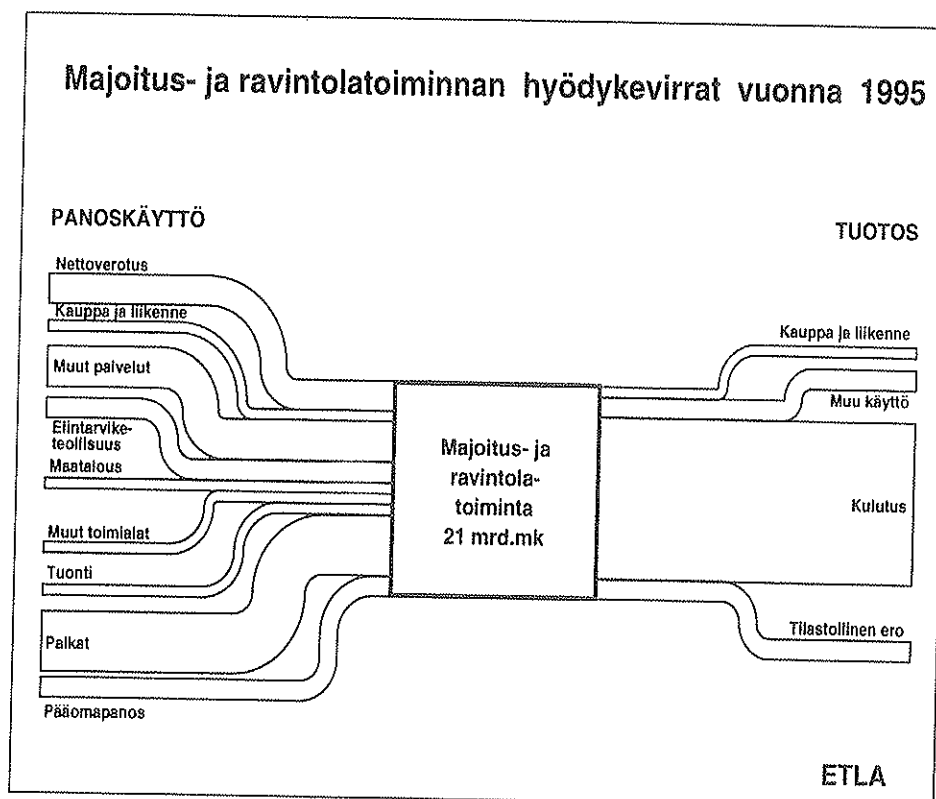 Majoitus- ja ravintolatoiminnan hyödykevirrat vuonna 1995
PANOSKÄYTTÖ
TUOTOS
Nettoverotus
Kauppa ja liikenne
Muut palvelut
Elintarvike-
teollisuus
Maatalous
Muut toimialat
Tuonti
Palkat
Pääomapanos
Majoitus- ja
ravintola-
toiminta
21 mrd.mk
Kauppa ja liikenne
Muu käyttö
Kulutus
Tilastollinen ero
ETLA